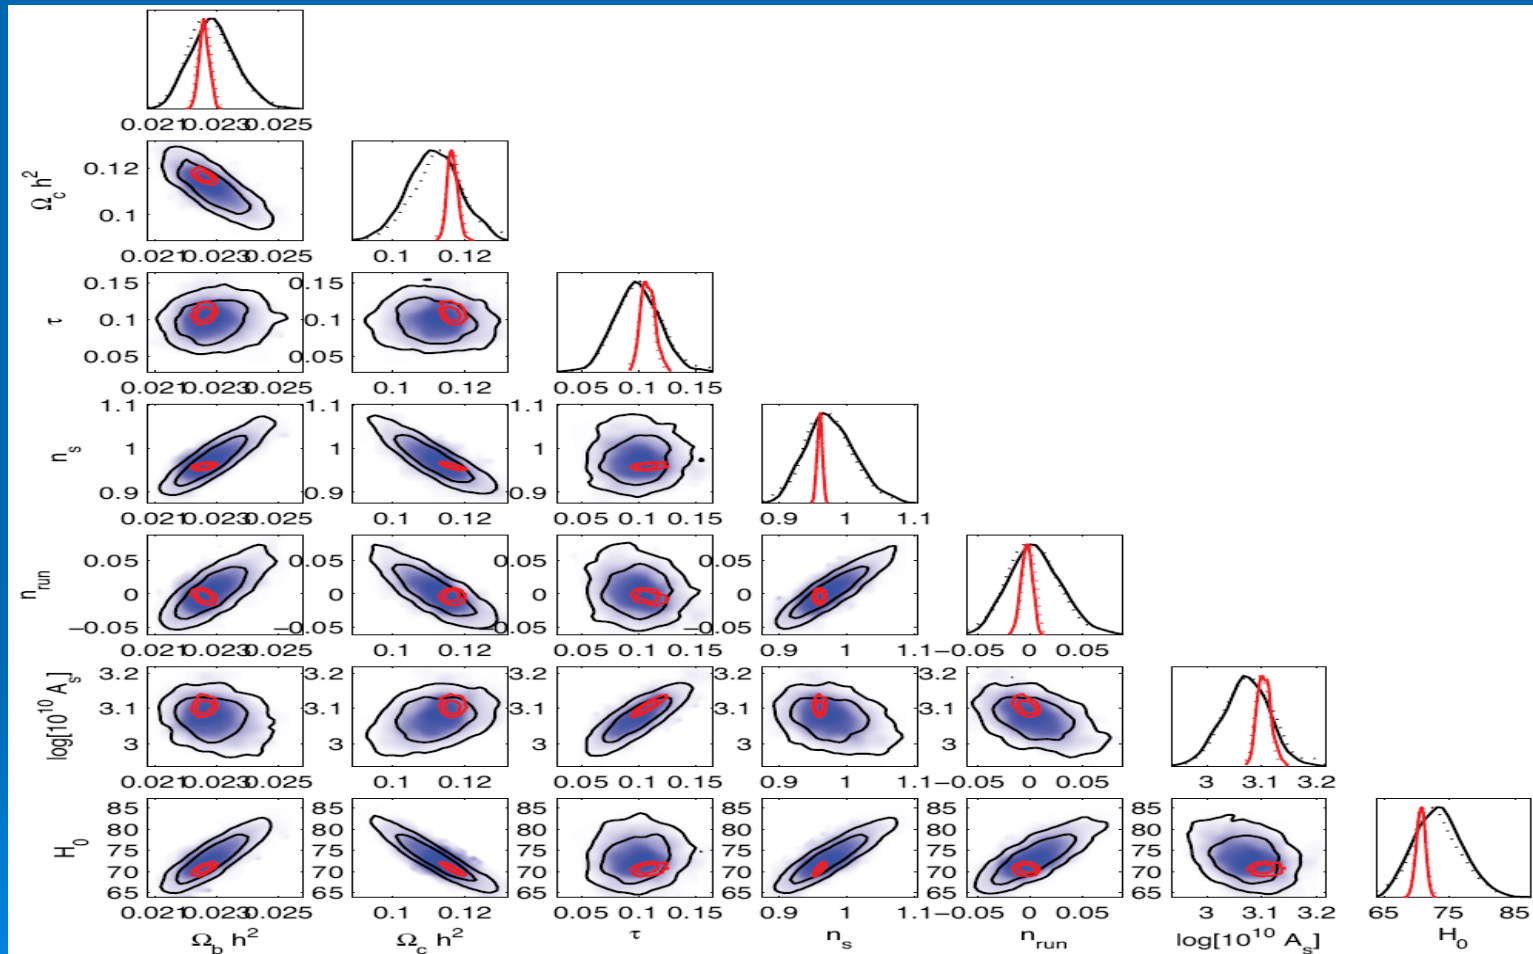 0.021 0.023 0.025
Ω_c h²
0.12
0.1
0.021 0.023 0.025 0.1 0.12
τ
0.15 0.15
0.1 0.1
0.05 0.05
0.021 0.023 0.025 0.1 0.12 0.05 0.1 0.15
n_s
1.1 1.1 1.1
1 1 1
0.9 0.9 0.9
0.021 0.023 0.025 0.1 0.12 0.05 0.1 0.15 0.9 1 1.1
n_run
0.05 0.05 0.05 0.05
0 0 0 0
−0.05 −0.05 −0.05 −0.05
0.021 0.023 0.025 0.1 0.12 0.05 0.1 0.15 0.9 1 1.1 −0.05 0 0.05
log[10¹⁰ A_s]
3.2 3.2 3.2 3.2 3.2
3.1 3.1 3.1 3.1 3.1
3 3 3 3 3
0.021 0.023 0.025 0.1 0.12 0.05 0.1 0.15 0.9 1 1.1 −0.05 0 0.05 3 3.1 3.2
H_0
85 85 85 85 85 85
80 80 80 80 80 80
75 75 75 75 75 75
70 70 70 70 70 70
65 65 65 65 65 65
0.021 0.023 0.025 0.1 0.12 0.05 0.1 0.15 0.9 1 1.1 −0.05 0 0.05 3 3.1 3.2 65 75 85
Ω_b h² Ω_c h² τ n_s n_run log[10¹⁰ A_s] H_0